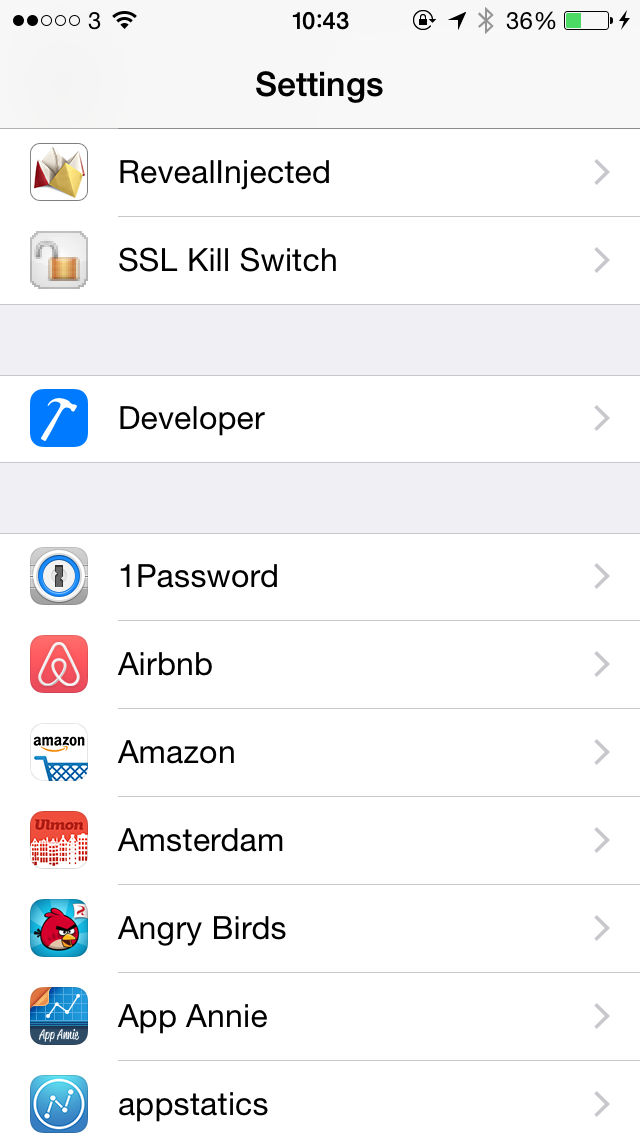 3 10:43 36%
Settings
RevealInjected
SSL Kill Switch
Developer
1Password
Airbnb
amazon
Amazon
Ulmon
Amsterdam
Angry Birds
App Annie
App Annie
appstatics